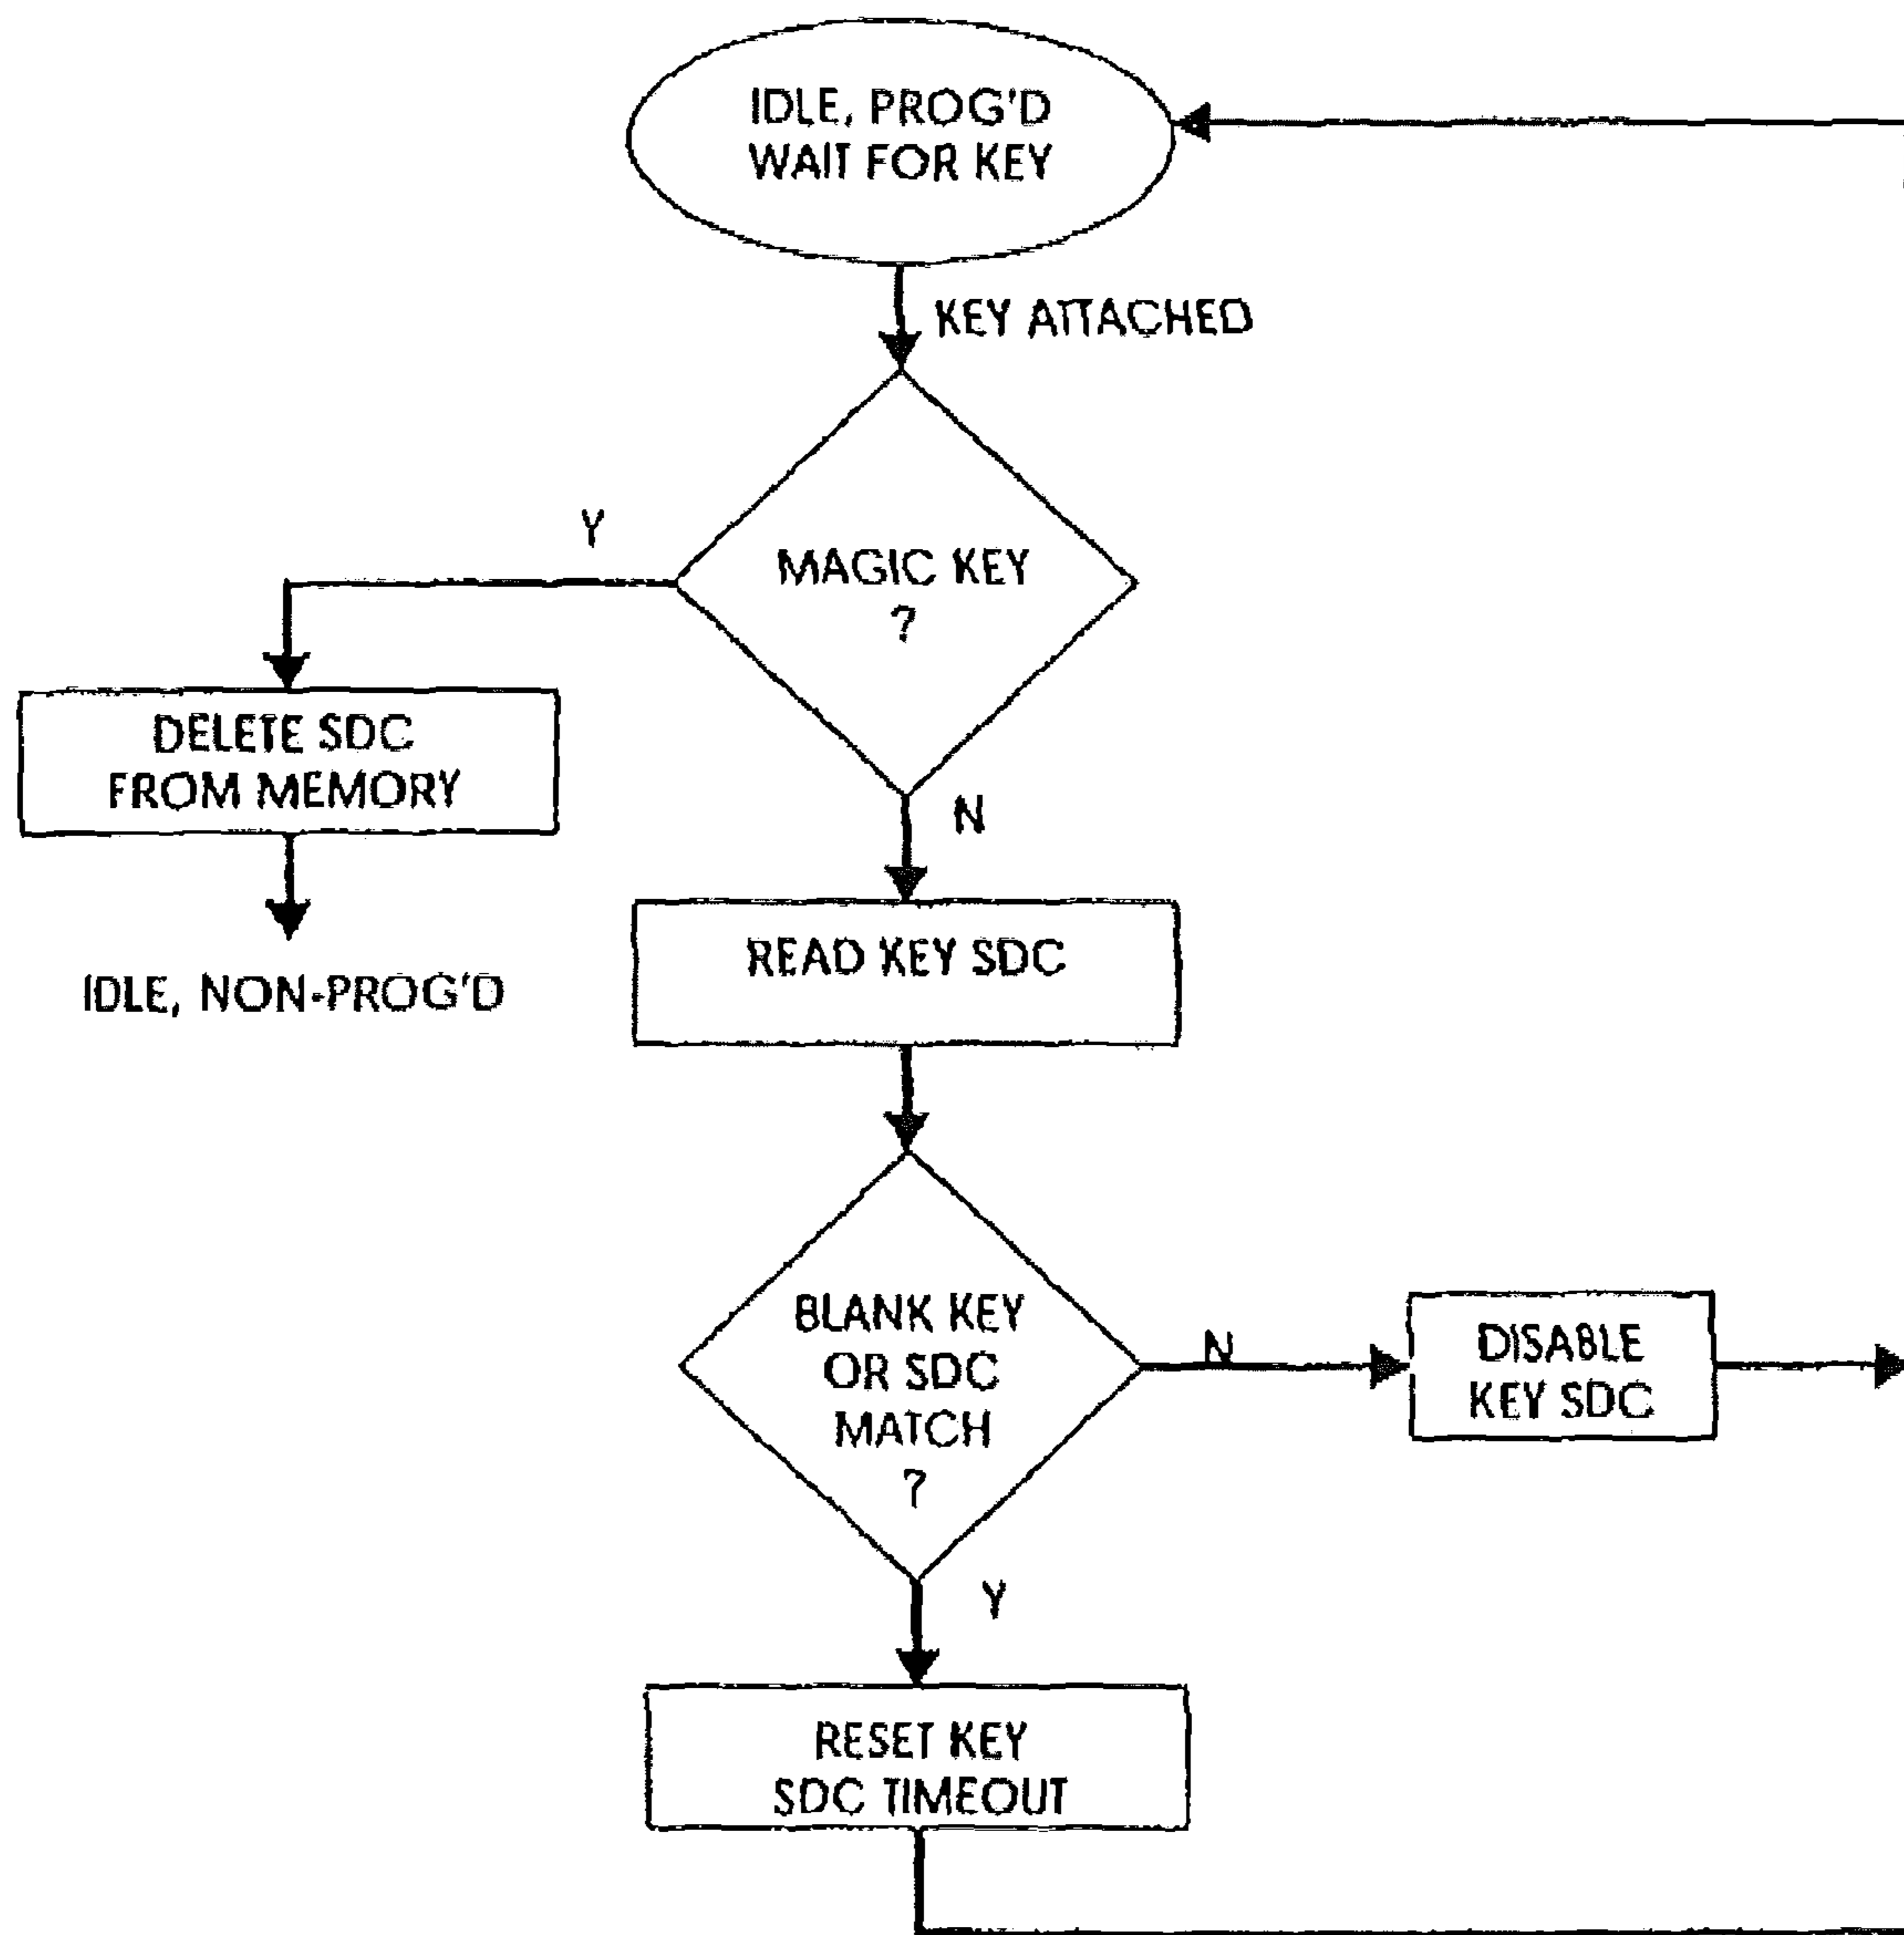 IDLE, PROG'D
WAIT FOR KEY
KEY ATTACHED
Y
MAGIC KEY
?
DELETE SDC
FROM MEMORY
N
IDLE, NON-PROG'D
READ KEY SDC
BLANK KEY
OR SDC
MATCH
?
N
DISABLE
KEY SDC
Y
RESET KEY
SDC TIMEOUT